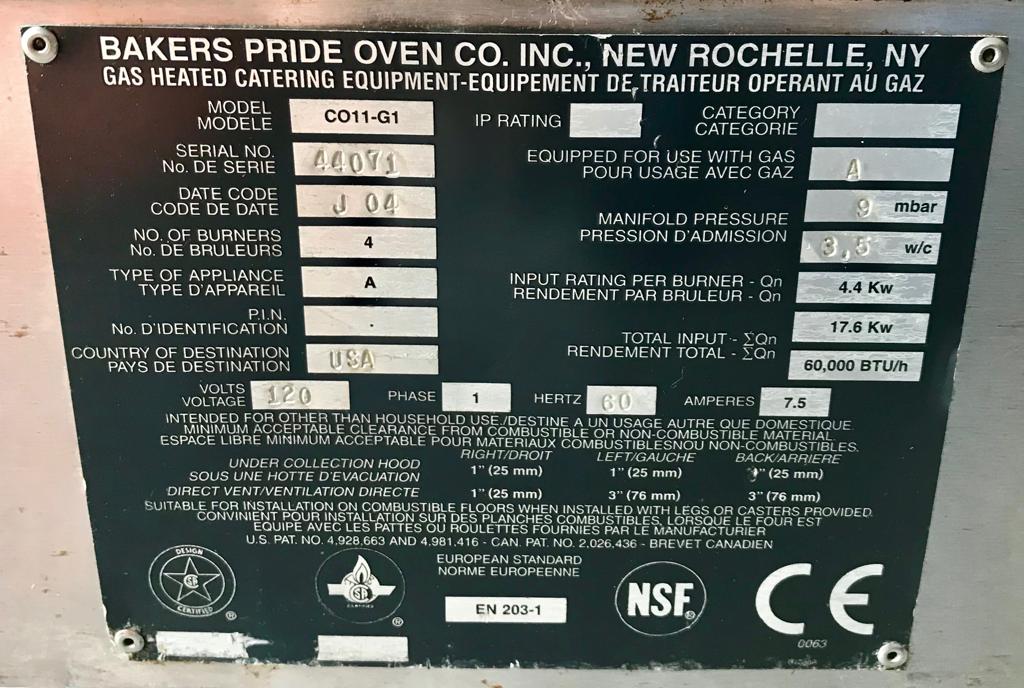 BAKERS PRIDE OVEN CO. INC., NEW ROCHELLE, NY
GAS HEATED CATERING EQUIPMENT-EQUIPEMENT DE TRAITEUR OPERANT AU GAZ
MODEL
MODELE
CO11-G1
IP RATING
CATEGORY
CATEGORIE
SERIAL NO.
No. DE SERIE
44071
EQUIPPED FOR USE WITH GAS
POUR USAGE AVEC GAZ
A
DATE CODE
CODE DE DATE
J 04
MANIFOLD PRESSURE
PRESSION D'ADMISSION
9 mbar
3,5 w/c
NO. OF BURNERS
No. DE BRULEURS
4
TYPE OF APPLIANCE
TYPE D'APPAREIL
A
INPUT RATING PER BURNER - Qn
RENDEMENT PAR BRULEUR - Qn
4.4 Kw
P.I.N.
No. D'IDENTIFICATION
TOTAL INPUT - ΣQn
RENDEMENT TOTAL - ΣQn
17.6 Kw
60,000 BTU/h
COUNTRY OF DESTINATION
PAYS DE DESTINATION
USA
VOLTS
VOLTAGE
120
PHASE
1
HERTZ
60
AMPERES
7.5
INTENDED FOR OTHER THAN HOUSEHOLD USE./DESTINE A UN USAGE AUTRE QUE DOMESTIQUE
MINIMUM ACCEPTABLE CLEARANCE FROM COMBUSTIBLE OR NON-COMBUSTIBLE MATERIAL.
ESPACE LIBRE MINIMUM ACCEPTABLE POUR MATERIAUX COMBUSTIBLESNOU NON-COMBUSTIBLES.
RIGHT/DROIT LEFT/GAUCHE BACK/ARRIERE
UNDER COLLECTION HOOD
SOUS UNE HOTTE D'EVACUATION
1" (25 mm) 1" (25 mm) 1" (25 mm)
DIRECT VENT/VENTILATION DIRECTE 1" (25 mm) 3" (76 mm) 3" (76 mm)
SUITABLE FOR INSTALLATION ON COMBUSTIBLE FLOORS WHEN INSTALLED WITH LEGS OR CASTERS PROVIDED.
CONVINIENT POUR INSTALLATION SUR DES PLANCHES COMBUSTIBLES, LORSQUE LE FOUR EST
EQUIPE AVEC LES PATTES OU ROULETTES FOURNIES PAR LE MANUFACTURIER
U.S. PAT. NO. 4,928,663 AND 4,981,416 - CAN. PAT. NO. 2,026,436 - BREVET CANADIEN
DESIGN
CERTIFIED
®
®
EUROPEAN STANDARD
NORME EUROPEENNE
EN 203-1
NSF
®
CE
0063